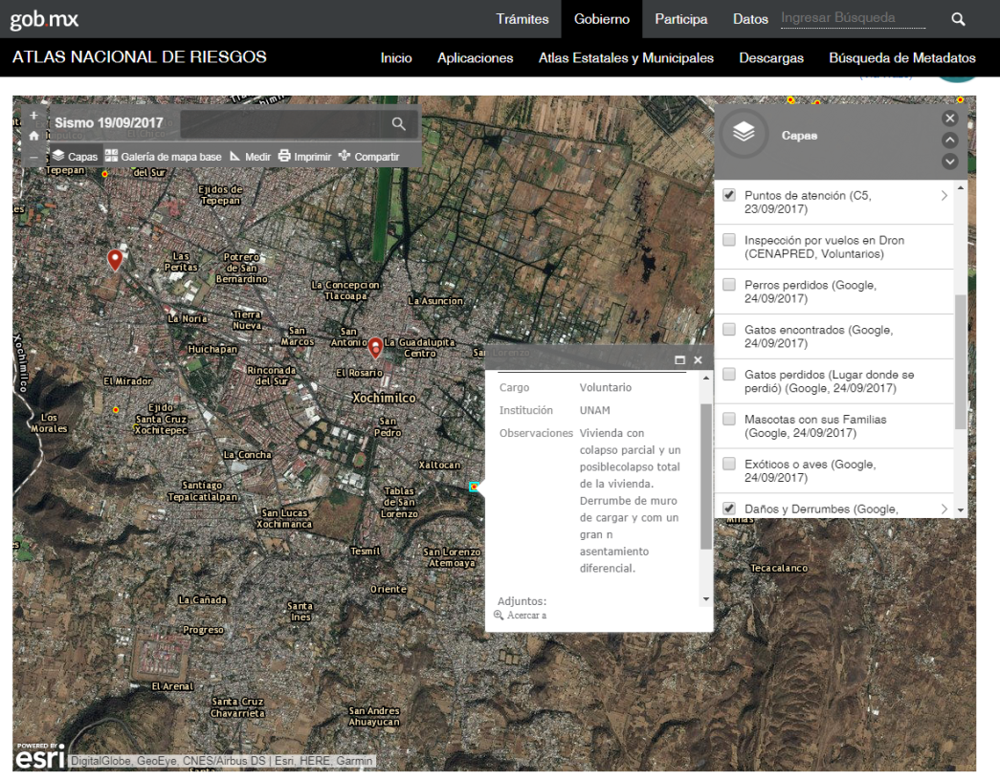 gob.mx
Trámites Gobierno Participa Datos Ingresar Búsqueda
ATLAS NACIONAL DE RIESGOS
Inicio Aplicaciones Atlas Estatales y Municipales Descargas Búsqueda de Metadatos
Sismo 19/09/2017
Capas Galería de mapa base Medir Imprimir Compartir
Tepepan
del Sur
Ejidos de
Tepepan
Las
Peritas
Potrero
de San
Bernardino
La Concepcion
Tlacoapa
La Asuncion
La Noria
Tierra
Nueva
San
Marcos
San
Antonio
La Guadalupita
Centro
San Lorenzo
Huichapan
Rinconada
del Sur
El Rosario
El Mirador
Xochimilco
Xochimilco
Los
Morales
Ejido
Santa Cruz
Xochitepec
San
Pedro
La Concha
Xaltocan
Santiago
Tepalcatlalpan
Tablas
de San
Lorenzo
San Lucas
Xochimanca
Tesmil
San Lorenzo
Atemoaya
Oriente
La Cañada
Santa
Ines
Progreso
El Arenal
Santa Cruz
Chavarrieta
San Andres
Ahuayucan
Santa
Minas
Tecacalanco
Cargo Voluntario
Institución UNAM
Observaciones Vivienda con
colapso parcial y un
posiblecolapso total
de la vivienda.
Derrumbe de muro
de cargar y com un
gran n
asentamiento
diferencial.
Adjuntos:
Acercar a
Capas
Puntos de atención (C5,
23/09/2017)
Inspección por vuelos en Dron
(CENAPRED, Voluntarios)
Perros perdidos (Google,
24/09/2017)
Gatos enontrados (Google,
24/09/2017)
Gatos perdidos (Lugar donde se
perdió) (Google, 24/09/2017)
Mascotas con sus Familias
(Google, 24/09/2017)
Exóticos o aves (Google,
24/09/2017)
Daños y Derrumbes (Google,
POWERED BY
esri
DigitalGlobe, GeoEye, CNES/Airbus DS | Esri, HERE, Garmin